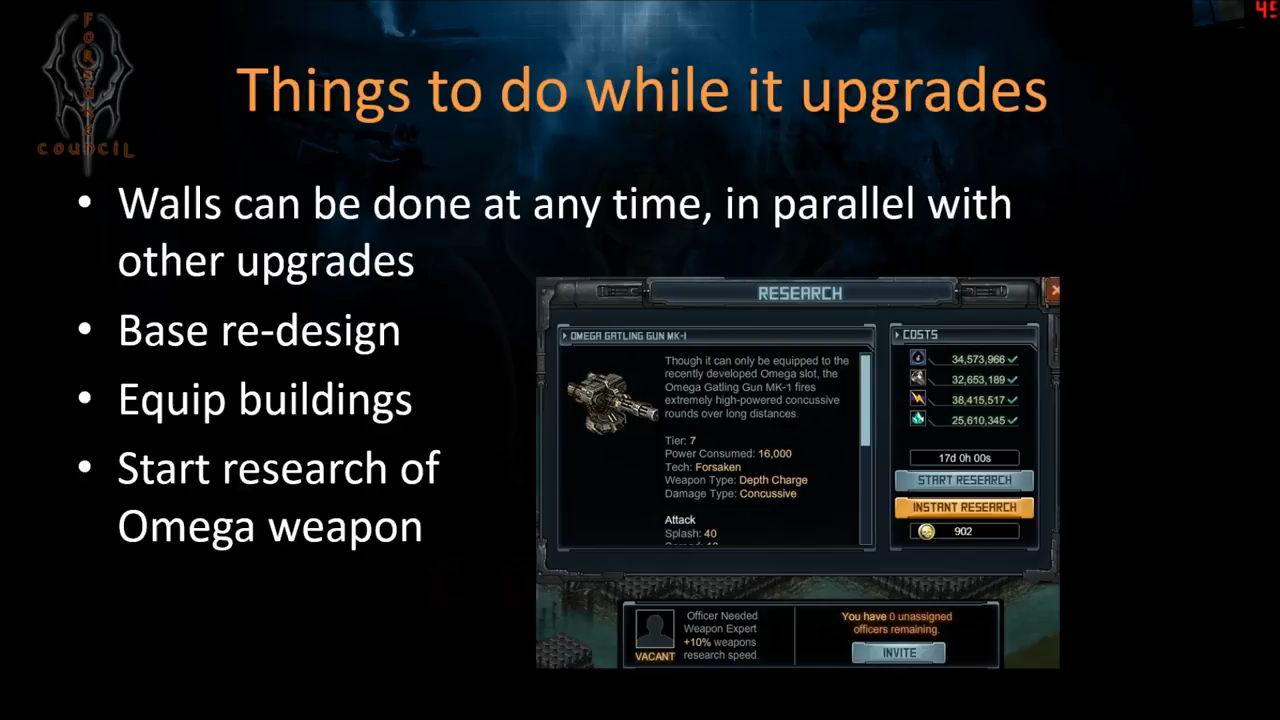 45
Forsaken
COUNCIL
Things to do while it upgrades
• Walls can be done at any time, in parallel with
other upgrades
• Base re-design
• Equip buildings
• Start research of
Omega weapon
RESEARCH
OMEGA GATLING GUN MK-I
Though it can only be equipped to the
recently developed Omega slot, the
Omega Gatling Gun MK-1 fires
extremely high-powered concussive
rounds over long distances.
Tier: 7
Power Consumed: 16,000
Tech: Forsaken
Weapon Type: Depth Charge
Damage Type: Concussive
Attack
Splash: 40
COSTS
34,573,966
32,653,189
38,415,517
25,610,345
17d 0h 00s
START RESEARCH
INSTANT RESEARCH
902
Officer Needed
Weapon Expert
+10% weapons
research speed.
VACANT
You have 0 unassigned
officers remaining.
INVITE